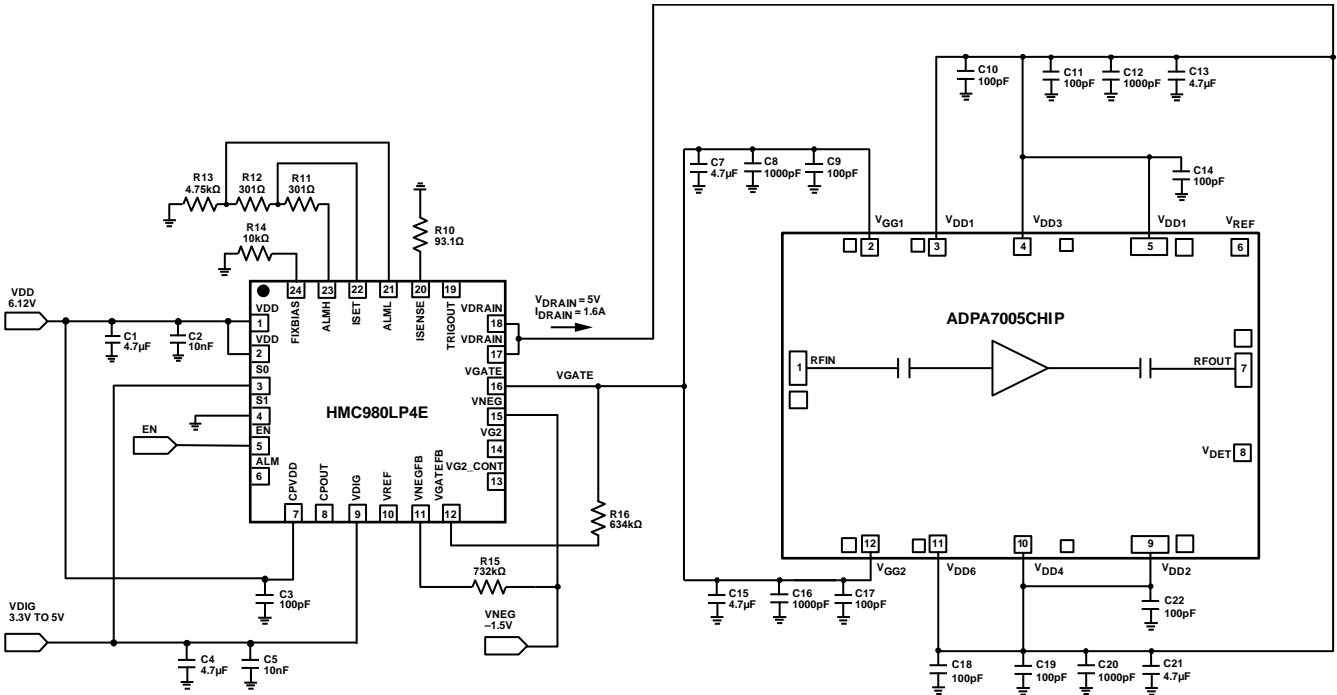 C10
100pF
C11
100pF
C12
1000pF
C13
4.7µF
C7
4.7µF
C8
1000pF
C9
100pF
C14
100pF
R13
4.75kΩ
R12
301Ω
R11
301Ω
R14
10kΩ
R10
93.1Ω
VGG1
VDD1
VDD3
VDD1
VREF
2
3
4
5
6
VDD
6.12V
C1
4.7µF
C2
10nF
24
23
22
21
20
19
FIXBIAS
ALMH
ISET
ALML
ISENSE
TRIGOUT
VDD
1
VDD
2
S0
3
S1
4
EN
5
ALM
6
EN
HMC980LP4E
VDRAIN
18
VDRAIN
17
VGATE
16
VNEG
15
VG2
14
VG2_CONT
13
VDRAIN = 5V
IDRAIN = 1.6A
VGATE
CPVDD
CPOUT
VDIG
VREF
VNEGFB
VGATEFB
7
8
9
10
11
12
R16
634kΩ
R15
732kΩ
C3
100pF
VDIG
3.3V TO 5V
C4
4.7µF
C5
10nF
VNEG
–1.5V
ADPA7005CHIP
1
RFIN
RFOUT
7
VDET
8
12
11
10
9
VGG2
VDD6
VDD4
VDD2
C15
4.7µF
C16
1000pF
C17
100pF
C22
100pF
C18
100pF
C19
100pF
C20
1000pF
C21
4.7µF